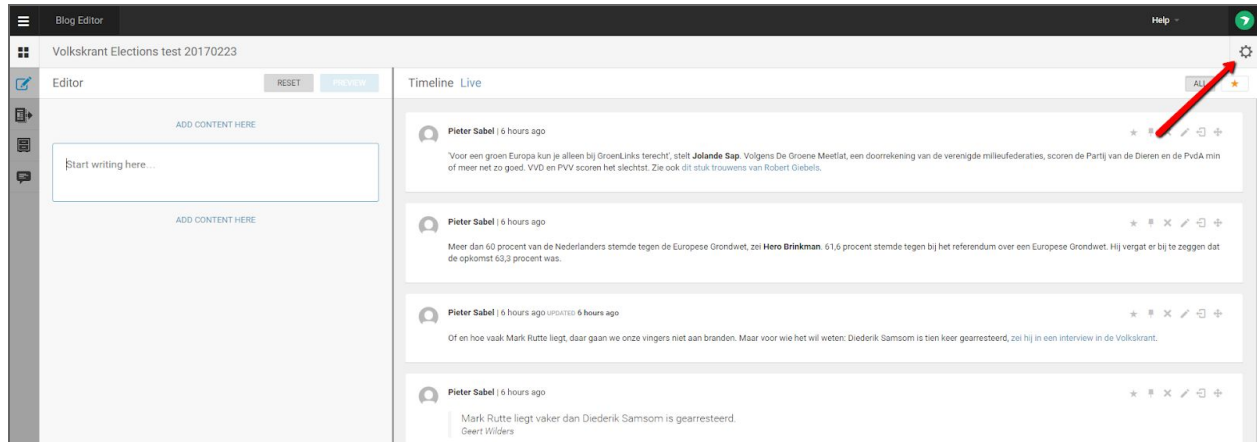 Blog Editor
Help
Volkskrant Elections test 20170223
Editor
RESET
PREVIEW
ADD CONTENT HERE
Start writing here...
ADD CONTENT HERE
Timeline Live
ALL
Pieter Sabel | 6 hours ago
'Voor een groen Europa kun je alleen bij GroenLinks terecht', stelt Jolande Sap. Volgens De Groene Meetlat, een doorrekening van de verenigde milieufederaties, scoren de Partij van de Dieren en de PvdA min
of meer net zo goed. VVD en PVV scoren het slechtst. Zie ook dit stuk trouwens van Robert Giebels.
Pieter Sabel | 6 hours ago
Meer dan 60 procent van de Nederlanders stemde tegen de Europese Grondwet, zei Hero Brinkman. 61,6 procent stemde tegen bij het referendum over een Europese Grondwet. Hij vergat er bij te zeggen dat
de opkomst 63,3 procent was.
Pieter Sabel | 6 hours ago UPDATED 6 hours ago
Of en hoe vaak Mark Rutte liegt, daar gaan we onze vingers niet aan branden. Maar voor wie het wil weten: Diederik Samsom is tien keer gearresteerd, zei hij in een interview in de Volkskrant.
Pieter Sabel | 6 hours ago
Mark Rutte liegt vaker dan Diederik Samsom is gearresteerd.
Geert Wilders